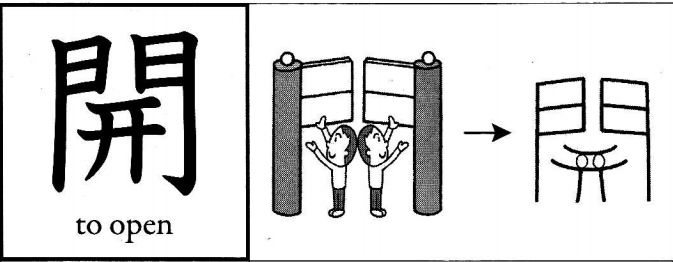 開
to open